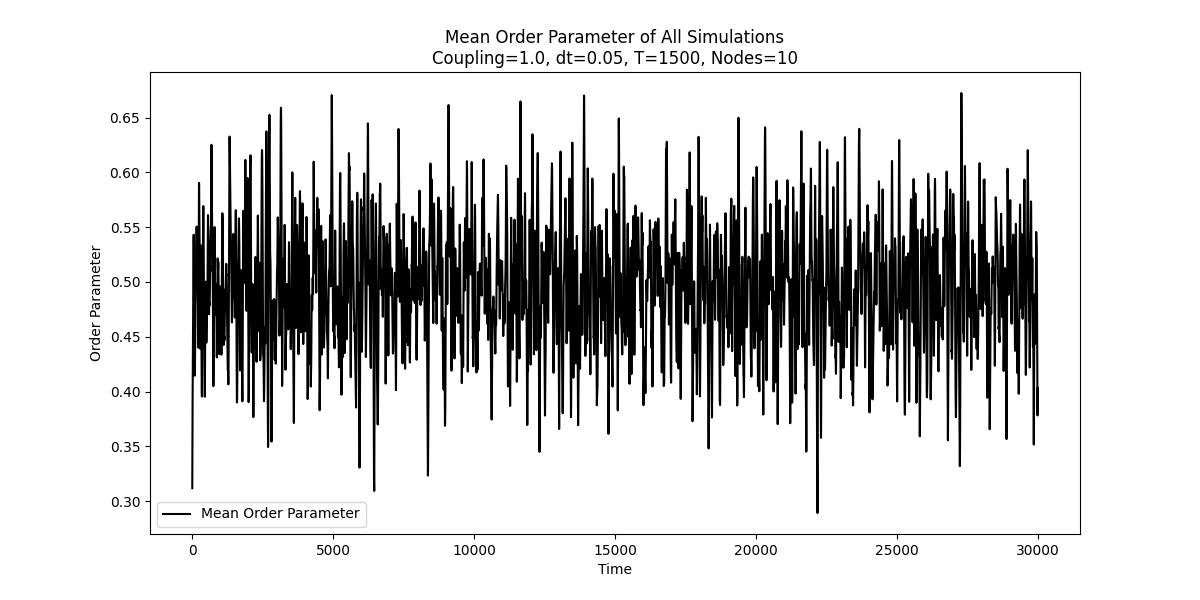 Mean Order Parameter of All Simulations
Coupling=1.0, dt=0.05, T=1500, Nodes=10
Order Parameter
0.65
0.60
0.55
0.50
0.45
0.40
0.35
0.30
Mean Order Parameter
0 5000 10000 15000 20000 25000 30000
Time